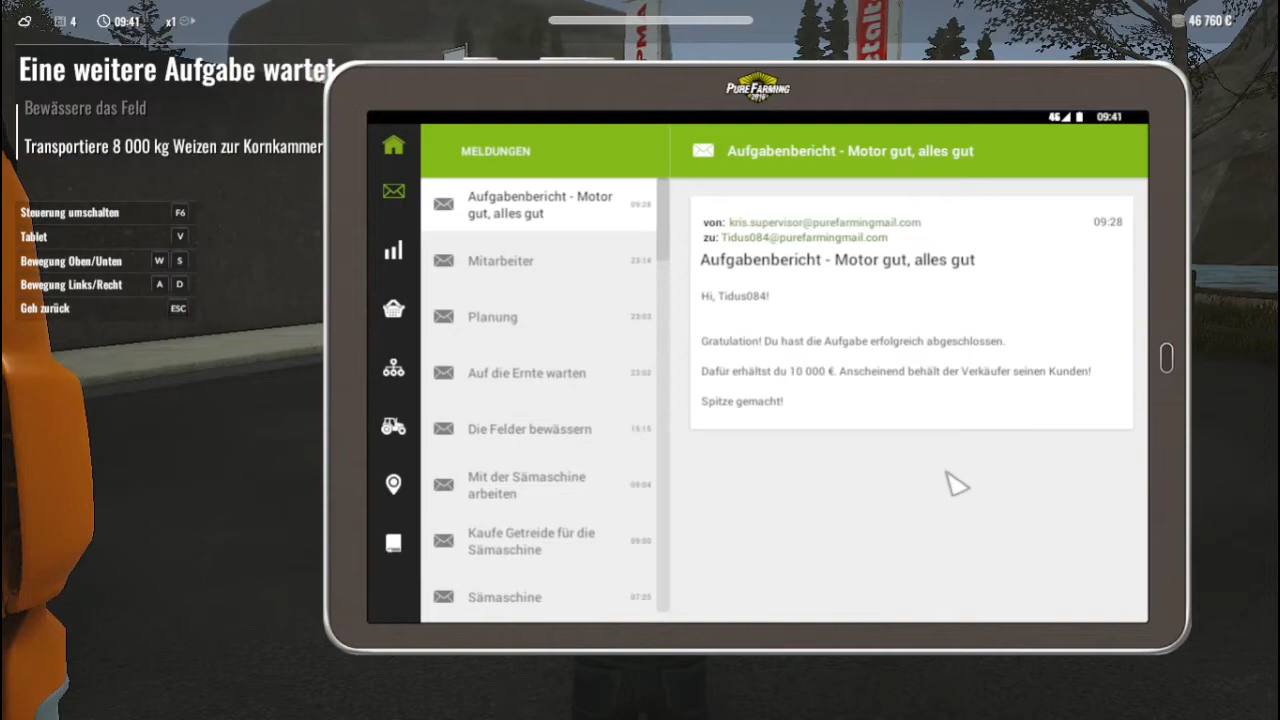 4 09:41 x1
46 760 €
Eine weitere Aufgabe wartet
Bewässere das Feld
Transportiere 8 000 kg Weizen zur Kornkammer
Steuerung umschalten F6
Tablet V
Bewegung Oben/Unten W S
Bewegung Links/Recht A D
Geh zurück ESC
PURE FARMING
2018
4G 09:41
MELDUNGEN
Aufgabenbericht - Motor gut, alles gut
Aufgabenbericht - Motor
gut, alles gut
09:28
Mitarbeiter 23:14
Planung 23:03
Auf die Ernte warten 23:02
Die Felder bewässern 15:15
Mit der Sämaschine
arbeiten
09:04
Kaufe Getreide für die
Sämaschine
09:00
Sämaschine 07:25
von: kris.supervisor@purefarmingmail.com 09:28
zu: Tidus084@purefarmingmail.com
Aufgabenbericht - Motor gut, alles gut
Hi, Tidus084!
Gratulation! Du hast die Aufgabe erfolgreich abgeschlossen.
Dafür erhältst du 10 000 €. Anscheinend behält der Verkäufer seinen Kunden!
Spitze gemacht!